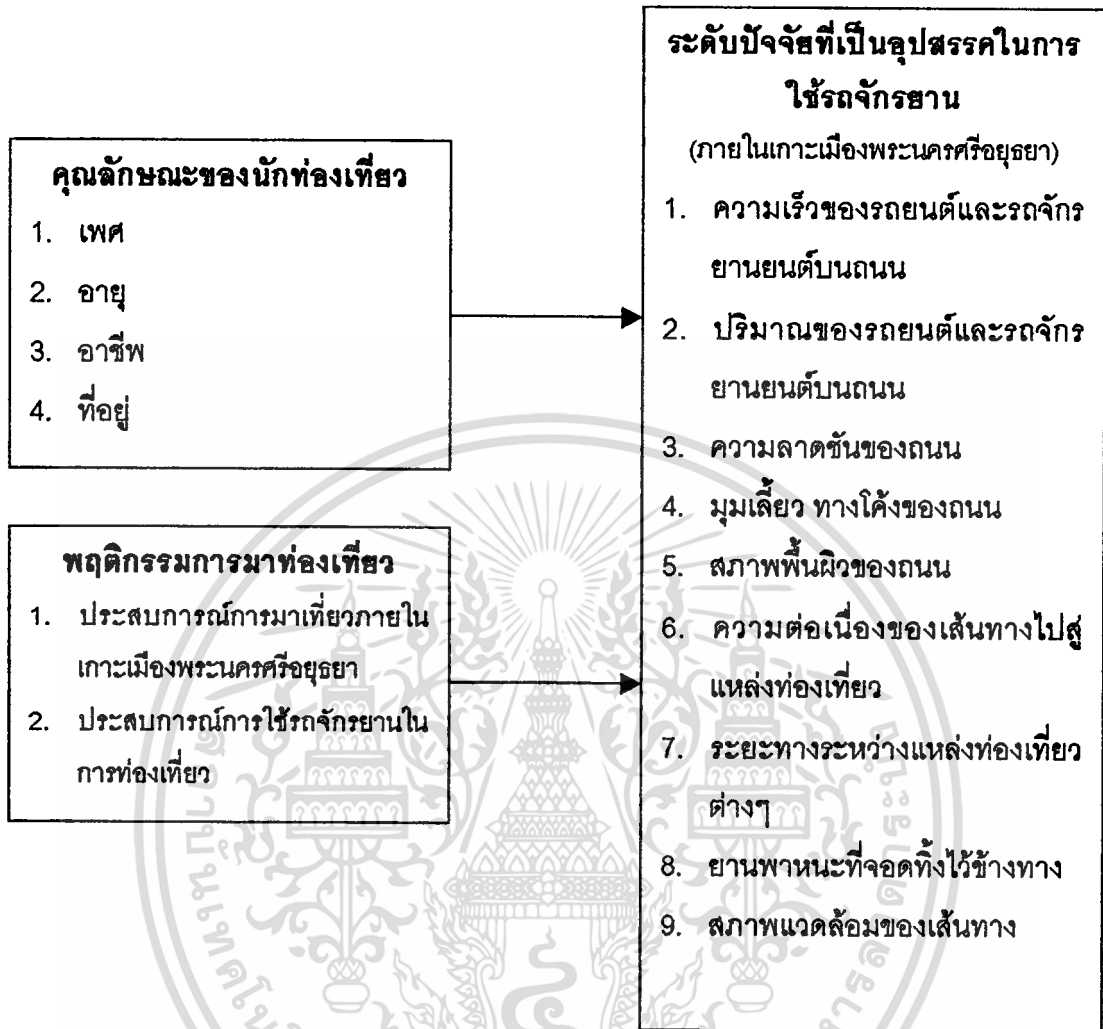 คุณลักษณะของนักท่องเที่ยว
1. เพศ
2. อายุ
3. อาชีพ
4. ที่อยู่
พฤติกรรมการมาท่องเที่ยว
1. ประสบการณ์การมาเที่ยวภายใน
เกาะเมืองพระนครศรีอยุธยา
2. ประสบการณ์การใช้รถจักรยานใน
การท่องเที่ยว
ระดับปัจจัยที่เป็นอุปสรรคในการ
ใช้รถจักรยาน
(ภายในเกาะเมืองพระนครศรีอยุธยา)
1. ความเร็วของรถยนต์และรถจักร
ยานยนต์บนถนน
2. ปริมาณของรถยนต์และรถจักร
ยานยนต์บนถนน
3. ความลาดชันของถนน
4. มุมเลี้ยว ทางโค้งของถนน
5. สภาพพื้นผิวของถนน
6. ความต่อเนื่องของเส้นทางไปสู่
แหล่งท่องเที่ยว
7. ระยะทางระหว่างแหล่งท่องเที่ยว
ต่างๆ
8. ยานพาหนะที่จอดทิ้งไว้ข้างทาง
9. สภาพแวดล้อมของเส้นทาง